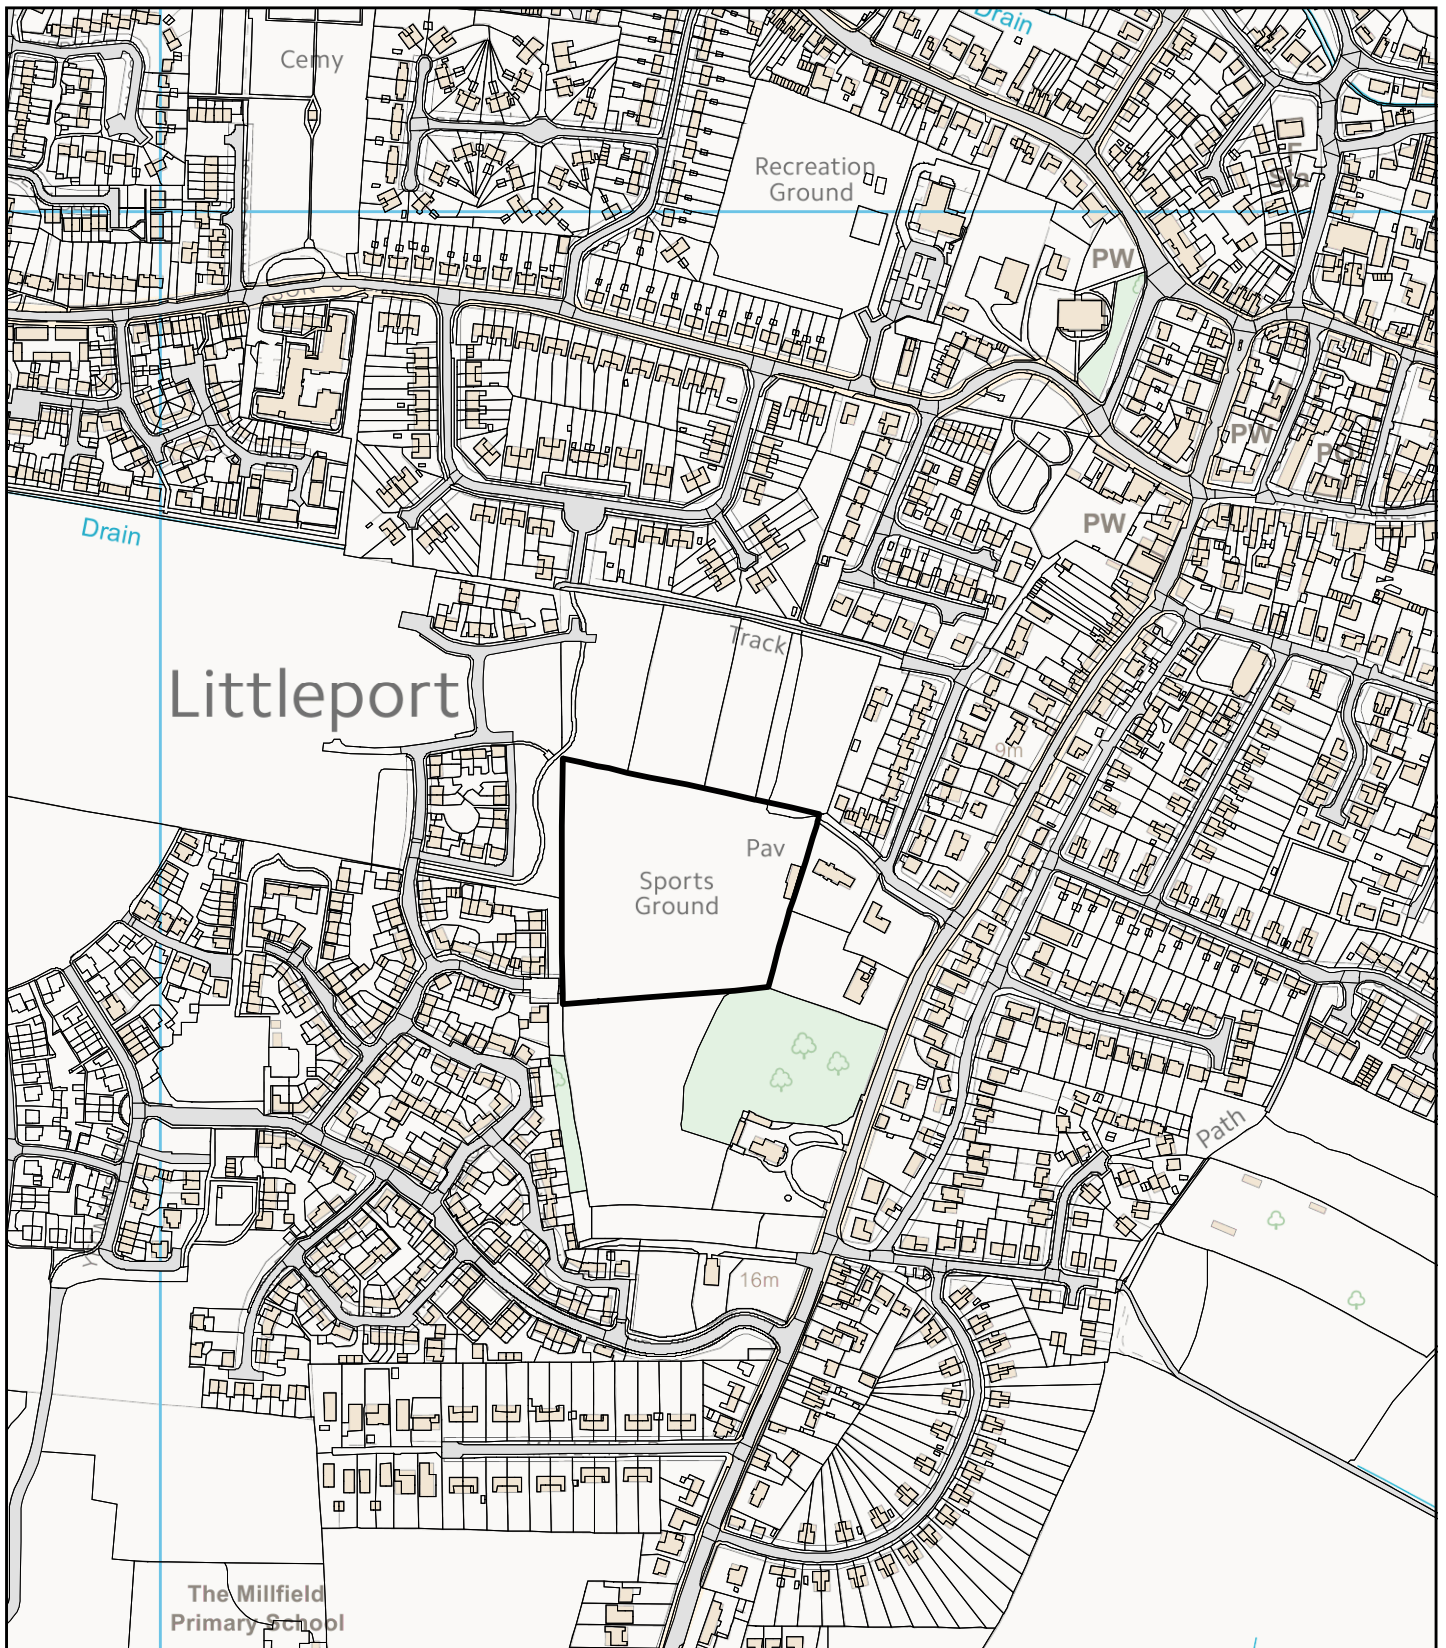 Drain
Cemy
Recreation
Ground
F
Sta
PW
PW
PO
PW
Drain
Track
Littleport
9m
Pav
Sports
Ground
Path
16m
The Millfield
Primary School